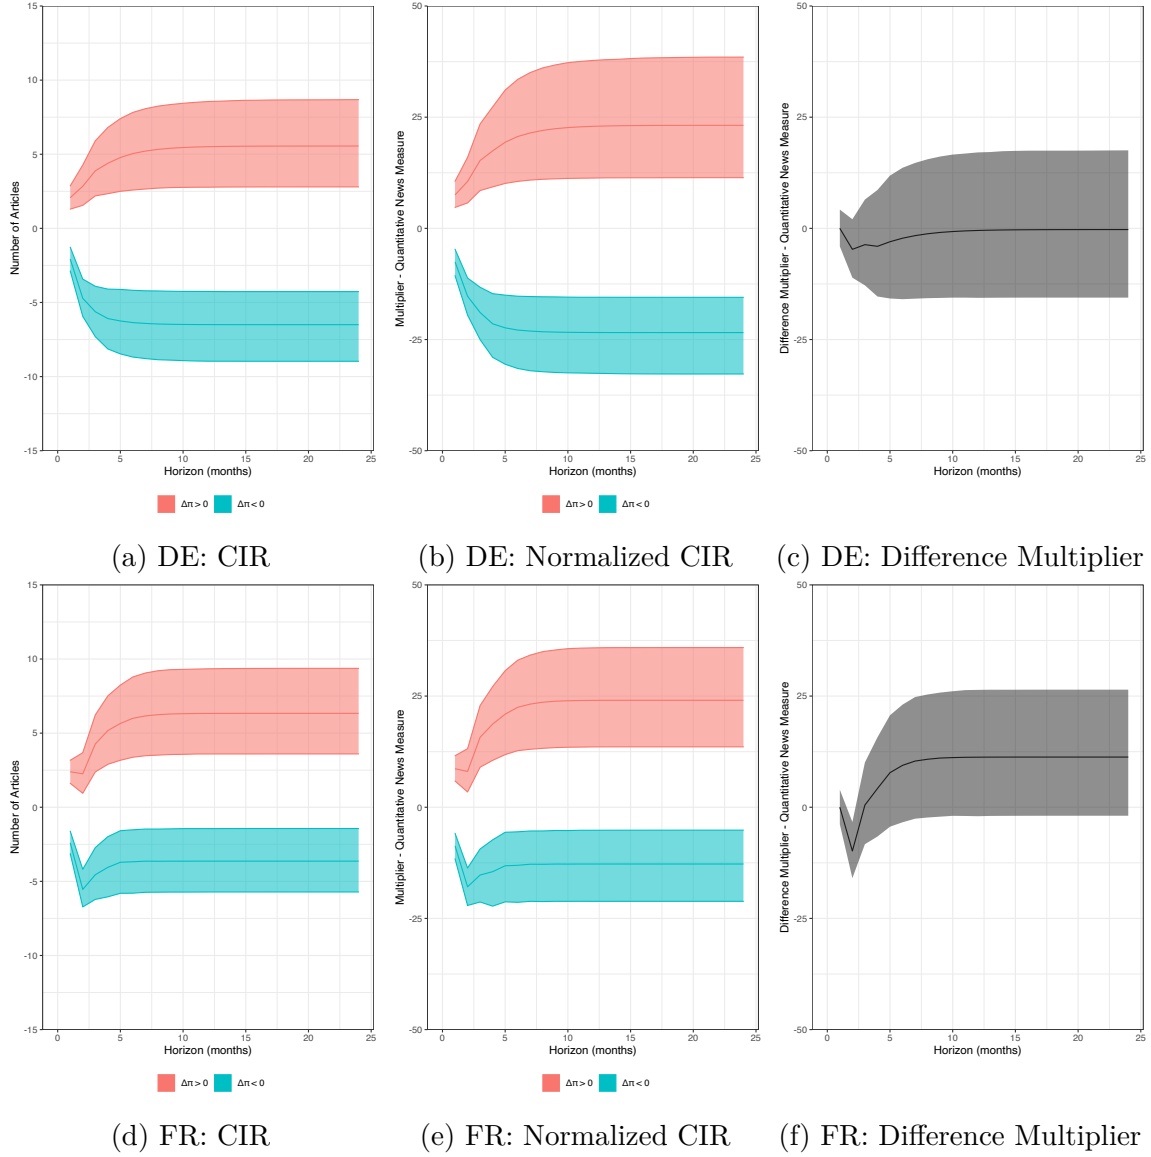 15
10
5
0
-5
-10
-15
Number of Articles
0 5 10 15 20 25
Horizon (months)
Δπ > 0 Δπ < 0
(a) DE: CIR
50
25
0
-25
-50
Multiplier - Quantitative News Measure
0 5 10 15 20 25
Horizon (months)
Δπ > 0 Δπ < 0
(b) DE: Normalized CIR
50
25
0
-25
-50
Difference Multiplier - Quantitative News Measure
0 5 10 15 20 25
Horizon (months)
(c) DE: Difference Multiplier
15
10
5
0
-5
-10
-15
Number of Articles
0 5 10 15 20 25
Horizon (months)
Δπ > 0 Δπ < 0
(d) FR: CIR
50
25
0
-25
-50
Multiplier - Quantitative News Measure
0 5 10 15 20 25
Horizon (months)
Δπ > 0 Δπ < 0
(e) FR: Normalized CIR
50
25
0
-25
-50
Difference Multiplier - Quantitative News Measure
0 5 10 15 20 25
Horizon (months)
(f) FR: Difference Multiplier